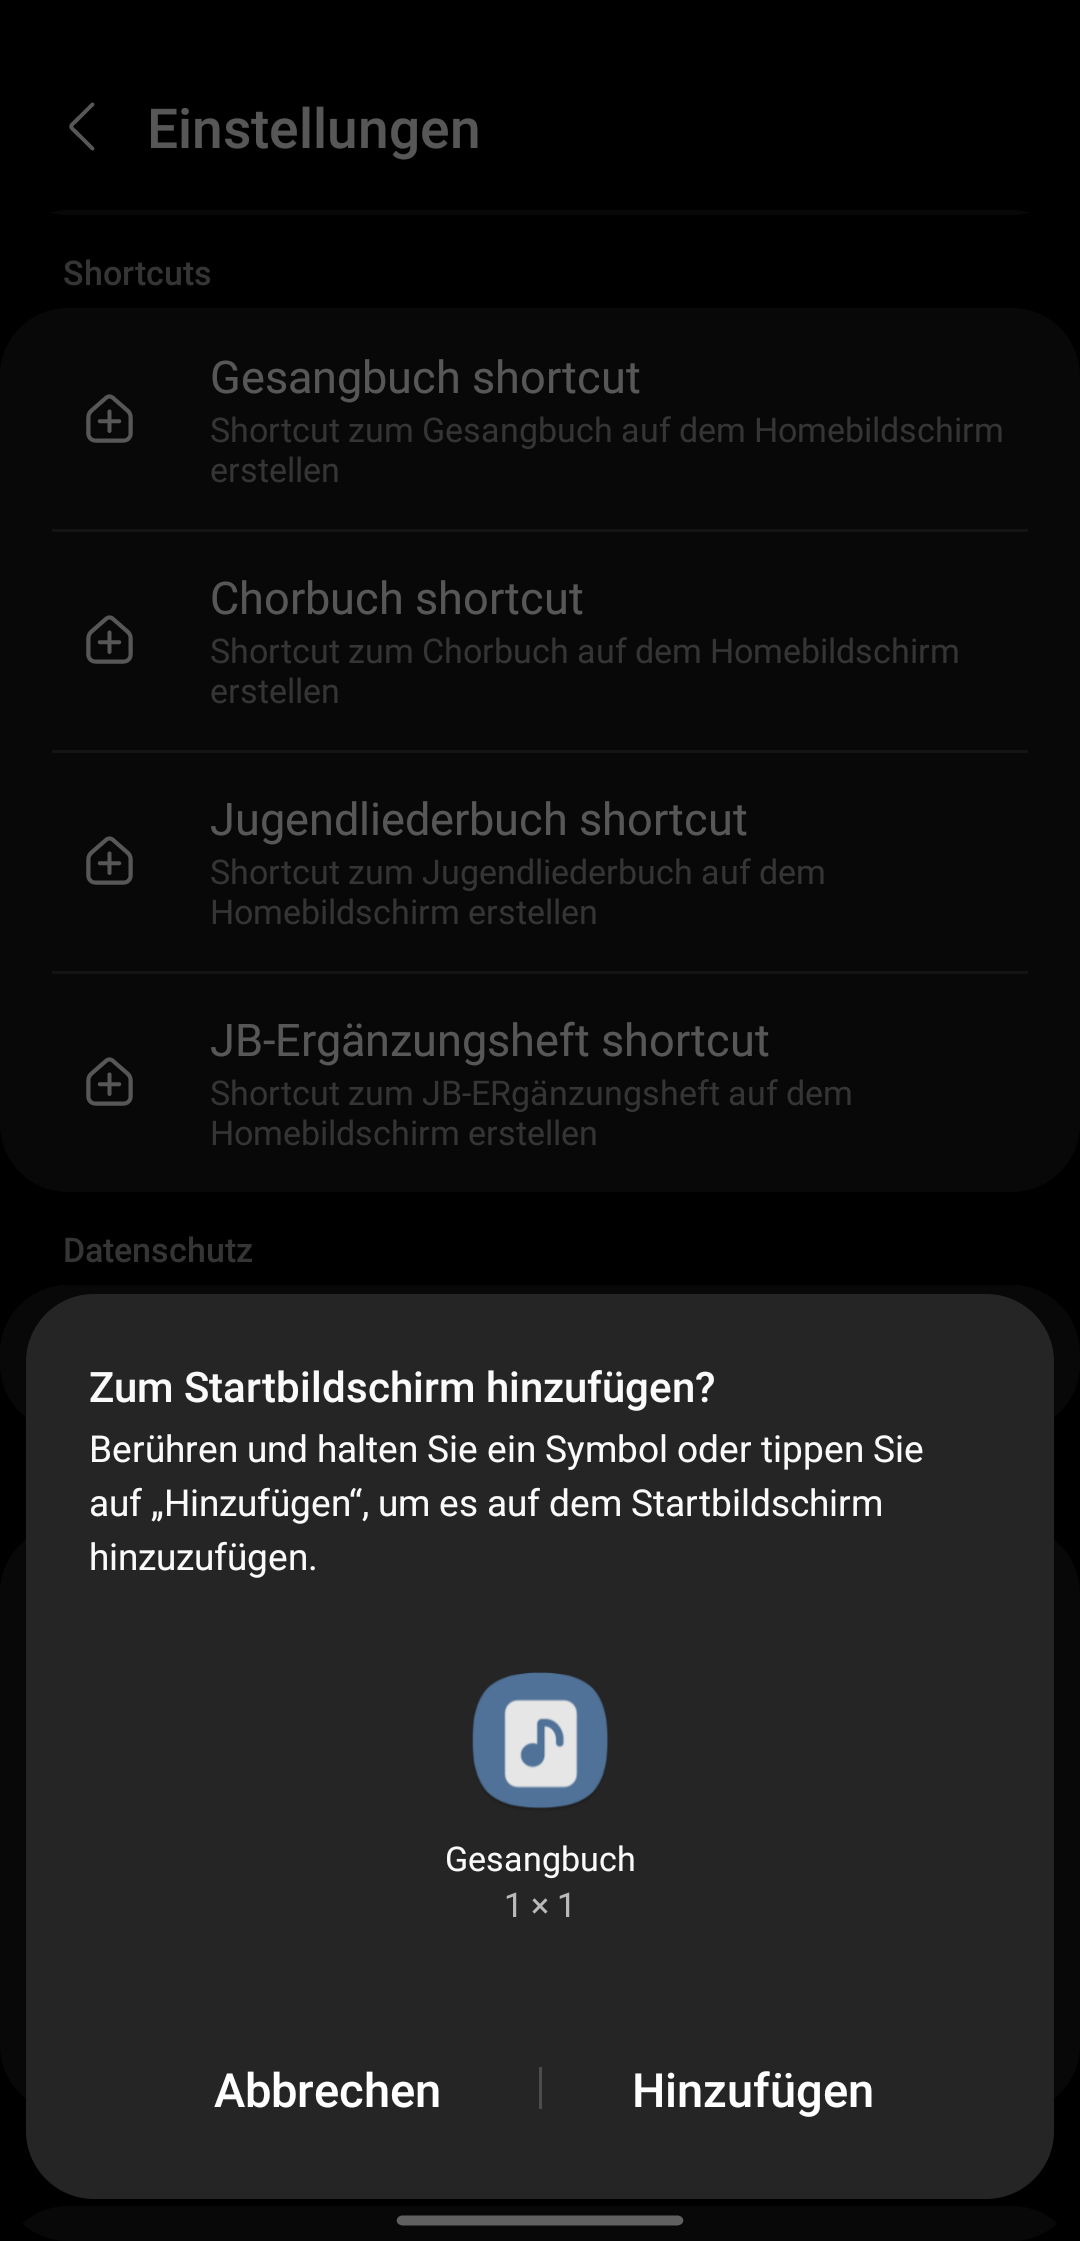 Einstellungen
Shortcuts
Gesangbuch shortcut
Shortcut zum Gesangbuch auf dem Homebildschirm
erstellen
Chorbuch shortcut
Shortcut zum Chorbuch auf dem Homebildschirm
erstellen
Jugendliederbuch shortcut
Shortcut zum Jugendliederbuch auf dem
Homebildschirm erstellen
JB-Ergänzungsheft shortcut
Shortcut zum JB-ERgänzungsheft auf dem
Homebildschirm erstellen
Datenschutz
Zum Startbildschirm hinzufügen?
Berühren und halten Sie ein Symbol oder tippen Sie
auf „Hinzufügen“, um es auf dem Startbildschirm
hinzuzufügen.
Gesangbuch
1 × 1
Abbrechen
Hinzufügen